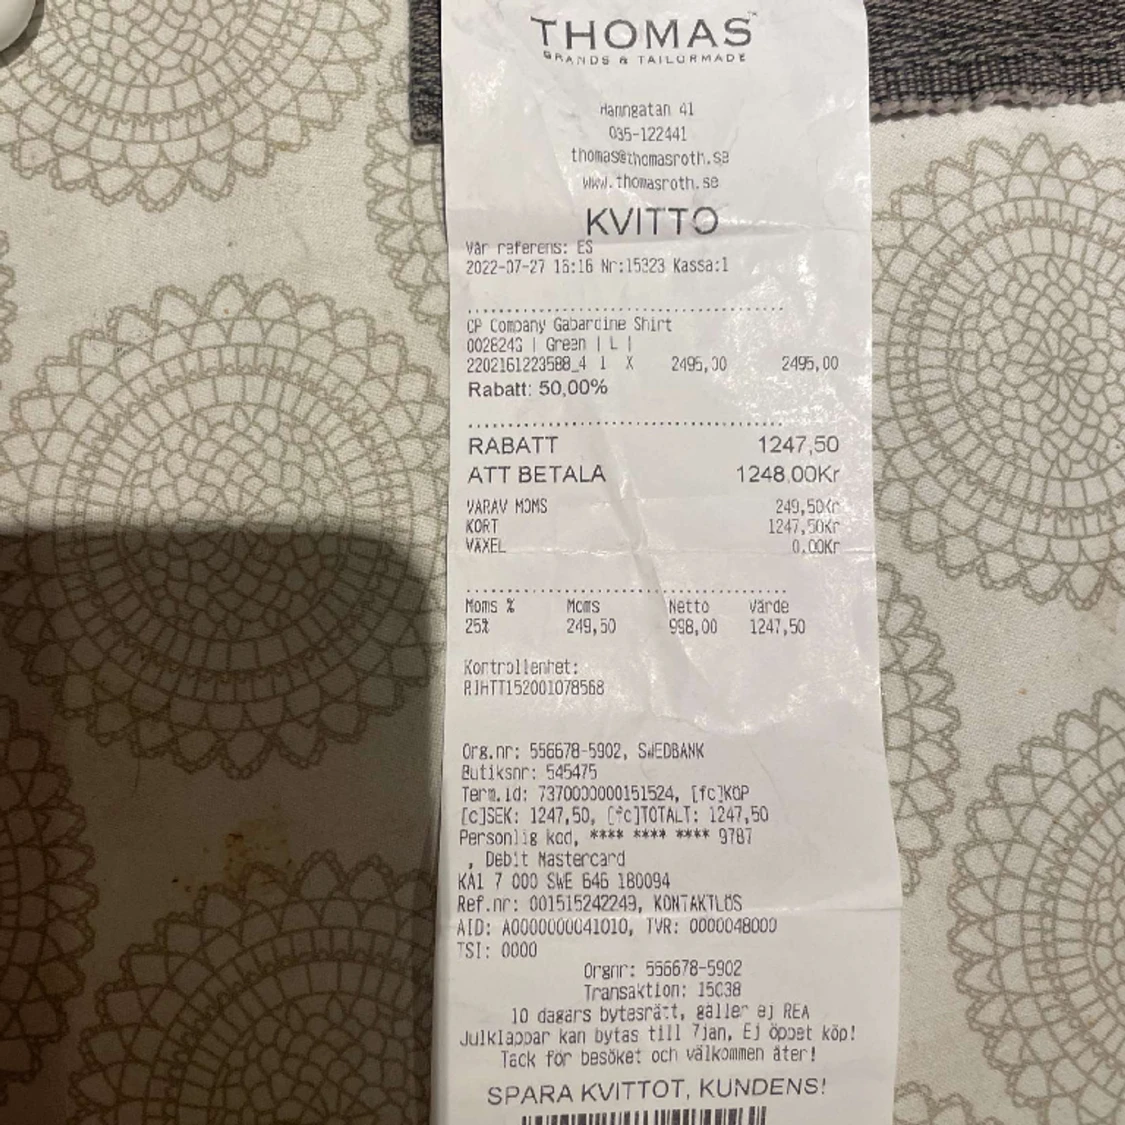 THOMAS™
BRANDS & TAILORMADE
Hamngatan 41
035-122441
thomas@thomasroth.se
www.thomasroth.se
KVITTO
Vår referens: ES
2022-07-27 16:16 Nr:15323 Kassa:1
CP Company Gabardine Shirt
0028243 | Green | L |
2202161223588_4 1 X 2495,00 2495,00
Rabatt: 50,00%
RABATT 1247,50
ATT BETALA 1248.00Kr
VARAV MOMS 249,50Kr
KORT 1247,50Kr
VÄXEL 0,00Kr
Moms % Moms Netto Värde
25% 249,50 998,00 1247,50
Kontrollenhet:
RJHTT152001078568
Org.nr: 556678-5902, SWEDBANK
Butiksnr: 545475
Term.id: 7370000000151524, [fc]KÖP
[c]SEK: 1247,50, [fc]TOTALT: 1247,50
Personlig kod, **** **** **** 9787
, Debit Mastercard
KA1 7 000 SWE 646 180094
Ref.nr: 001515242249, KONTAKTLÖS
AID: A0000000041010, TVR: 0000048000
TSI: 0000
Orgnr: 556678-5902
Transaktion: 15038
10 dagars bytesrätt, gäller ej REA
Julklappar kan bytas till 7jan, Ej öppet köp!
Tack för besöket och välkommen åter!
SPARA KVITTOT, KUNDENS!